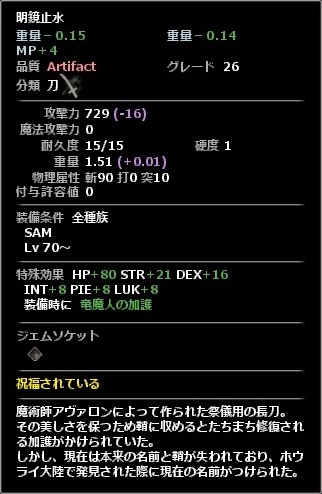 明鏡止水
重量－0.15 重量－0.14
MP＋4
品質 Artifact グレード 26
分類 刀
攻撃力 729 (-16)
魔法攻撃力 0
耐久度 15/15 硬度 1
重量 1.51 (+0.01)
物理属性 斬90 打0 突10
付与許容値 0
装備条件 全種族
SAM
Lv 70～
特殊効果 HP+80 STR+21 DEX+16
INT+8 PIE+8 LUK+8
装備時に 竜魔人の加護
ジェムソケット
祝福されている
魔術師アヴァロンによって作られた祭儀用の長刀。
その美しさを保つため鞘に収めるとたちまち修復され
る加護がかけられていた。
しかし、現在は本来の名前と鞘が失われており、ホウ
ライ大陸で発見された際に現在の名前がつけられた。